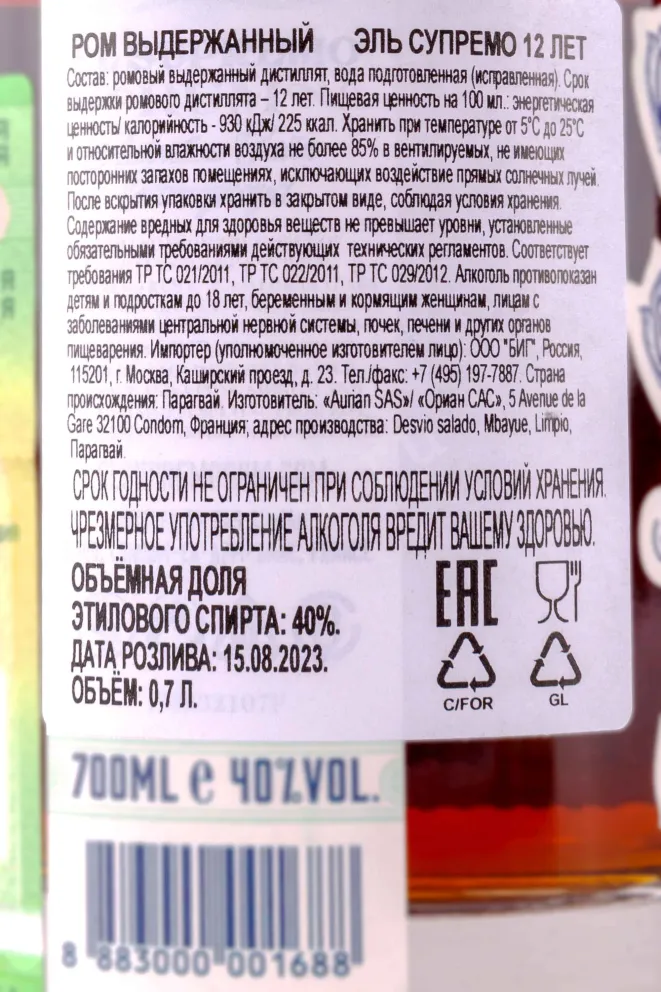 РОМ ВЫДЕРЖАННЫЙ ЭЛЬ СУПРЕМО 12 ЛЕТ
Состав: ромовый выдержанный дистиллят, вода подготовленная (исправленная). Срок
выдержки ромового дистиллята – 12 лет. Пищевая ценность на 100 мл.: энергетическая
ценность/ калорийность - 930 кДж/ 225 ккал. Хранить при температуре от 5°С до 25°С
и относительной влажности воздуха не более 85% в вентилируемых, не имеющих
посторонних запахов помещениях, исключающих воздействие прямых солнечных лучей.
После вскрытия упаковки хранить в закрытом виде, соблюдая условия хранения.
Содержание вредных для здоровья веществ не превышает уровни, установленные
обязательными требованиями действующих технических регламентов. Соответствует
требования ТР ТС 021/2011, ТР ТС 022/2011, ТР ТС 029/2012. Алкоголь противопоказан
детям и подросткам до 18 лет, беременным и кормящим женщинам, лицам с
заболеваниями центральной нервной системы, почек, печени и других органов
пищеварения. Импортер (уполномоченное изготовителем лицо): ООО "БИГ", Россия,
115201, г. Москва, Каширский проезд, д. 23. Тел./факс: +7 (495) 197-7887. Страна
происхождения: Парагвай. Изготовитель: «Aurian SAS»/ «Ориан САС», 5 Avenue de la
Gare 32100 Condom, Франция; адрес производства: Desvio salado, Mbayue, Limpio,
Парагвай.
СРОК ГОДНОСТИ НЕ ОГРАНИЧЕН ПРИ СОБЛЮДЕНИИ УСЛОВИЙ ХРАНЕНИЯ.
ЧРЕЗМЕРНОЕ УПОТРЕБЛЕНИЕ АЛКОГОЛЯ ВРЕДИТ ВАШЕМУ ЗДОРОВЬЮ.
ОБЪЁМНАЯ ДОЛЯ
ЭТИЛОВОГО СПИРТА: 40%.
ДАТА РОЗЛИВА: 15.08.2023.
ОБЪЁМ: 0,7 Л.
EAC
C/FOR GL
700ML e 40%VOL.
8 883000 001688